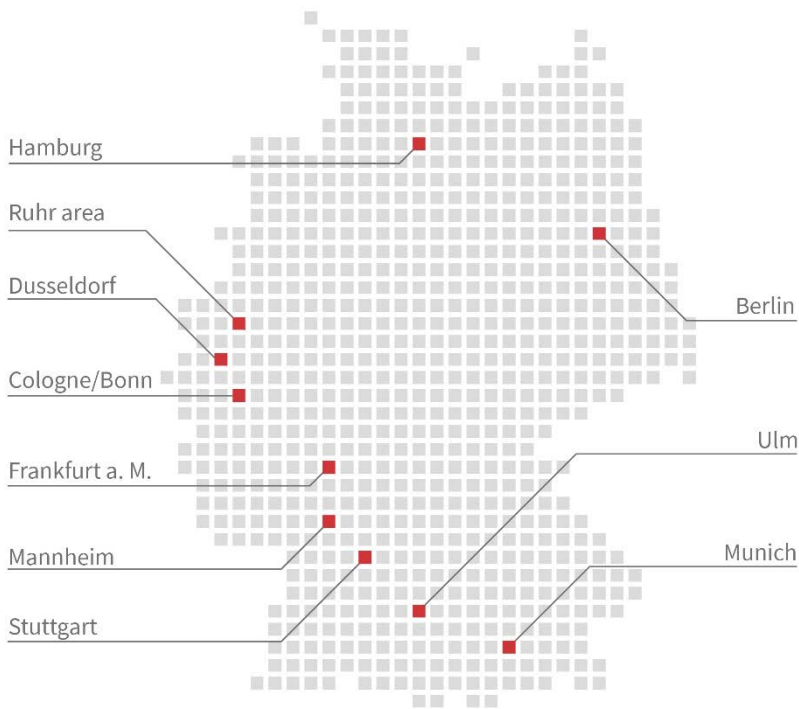 Hamburg
Ruhr area
Dusseldorf
Berlin
Cologne/Bonn
Ulm
Frankfurt a. M.
Mannheim
Munich
Stuttgart